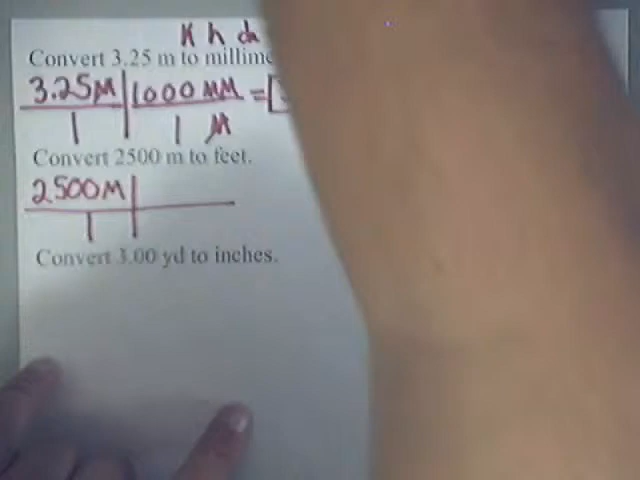 K h da
Convert 3.25 m to millime
3.25M 1000 MM =
1 1 M
Convert 2500 m to feet.
2500M
1
Convert 3.00 yd to inches.